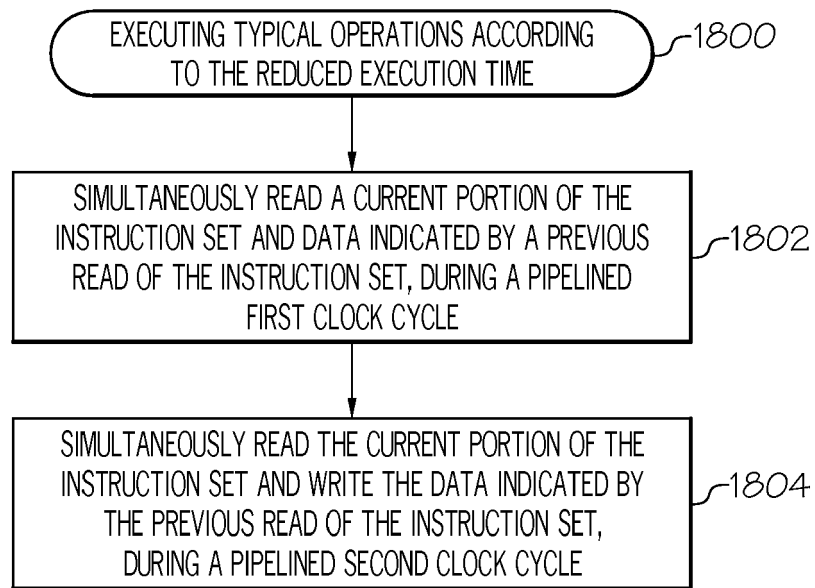 EXECUTING TYPICAL OPERATIONS ACCORDING
TO THE REDUCED EXECUTION TIME
1800
SIMULTANEOUSLY READ A CURRENT PORTION OF THE
INSTRUCTION SET AND DATA INDICATED BY A PREVIOUS
READ OF THE INSTRUCTION SET, DURING A PIPELINED
FIRST CLOCK CYCLE
1802
SIMULTANEOUSLY READ THE CURRENT PORTION OF THE
INSTRUCTION SET AND WRITE THE DATA INDICATED BY
THE PREVIOUS READ OF THE INSTRUCTION SET,
DURING A PIPELINED SECOND CLOCK CYCLE
1804